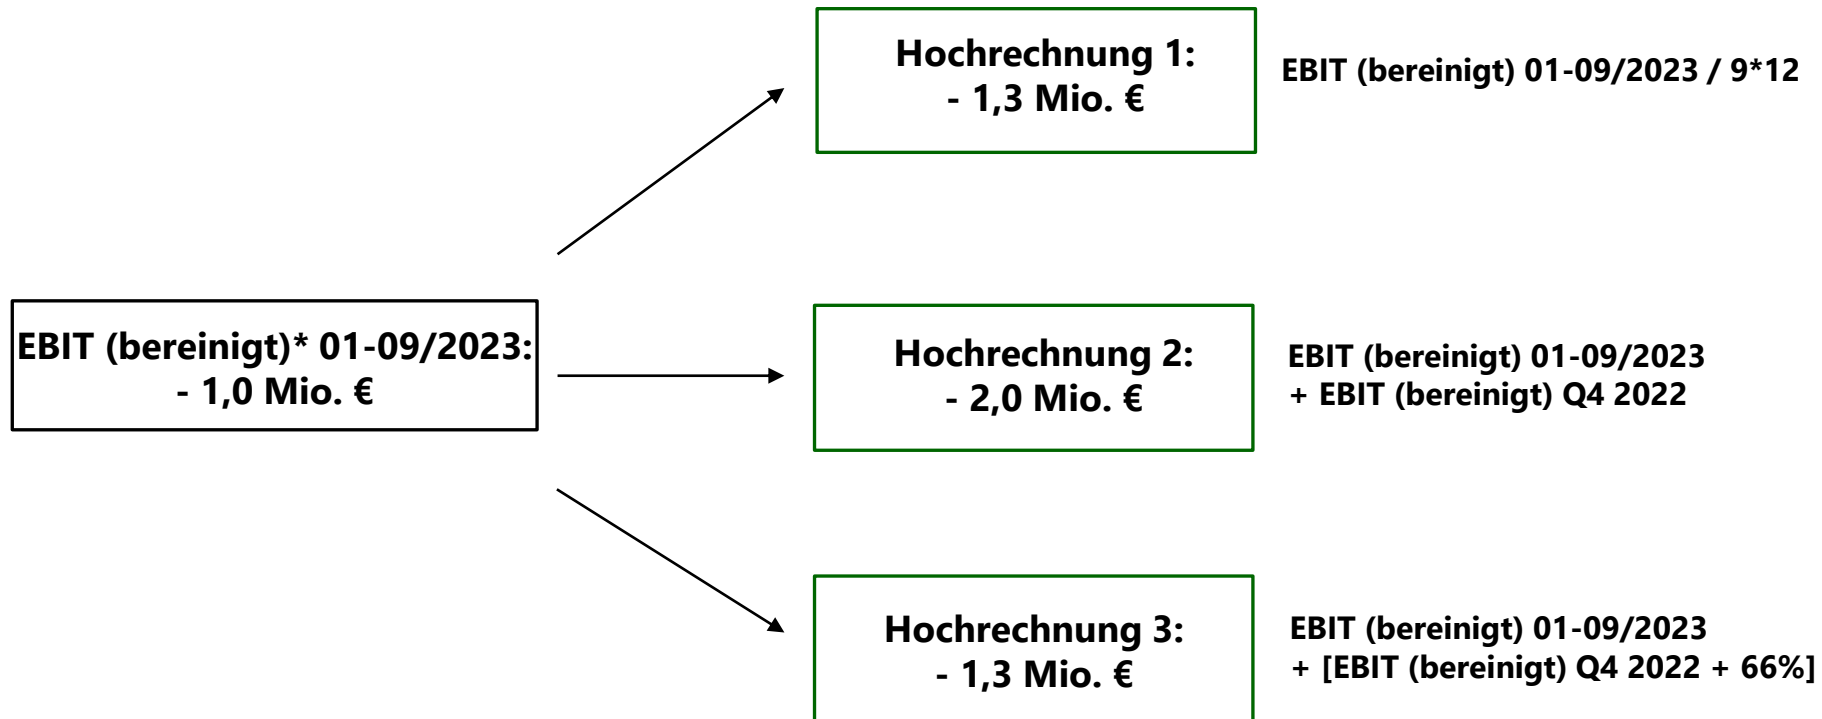 Hochrechnung 1:
- 1,3 Mio. €
EBIT (bereinigt) 01-09/2023 / 9*12
EBIT (bereinigt)* 01-09/2023:
- 1,0 Mio. €
Hochrechnung 2:
- 2,0 Mio. €
EBIT (bereinigt) 01-09/2023
+ EBIT (bereinigt) Q4 2022
Hochrechnung 3:
- 1,3 Mio. €
EBIT (bereinigt) 01-09/2023
+ [EBIT (bereinigt) Q4 2022 + 66%]